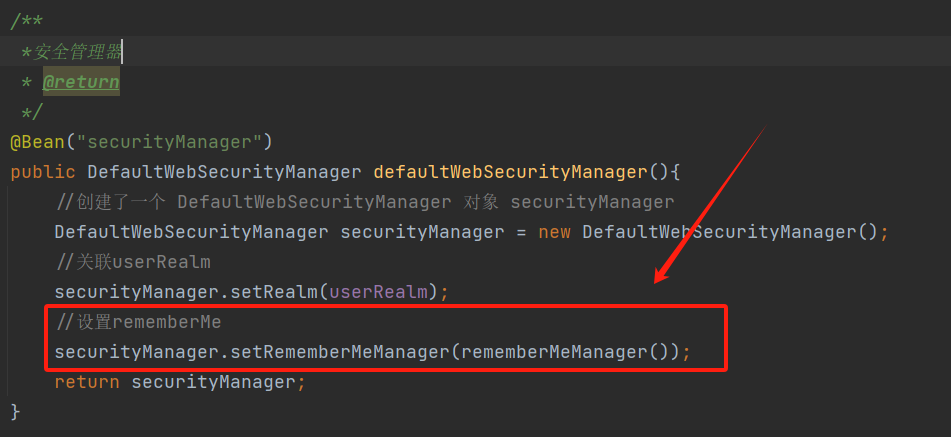 /**
*安全管理器
* @return
*/
@Bean("securityManager")
public DefaultWebSecurityManager defaultWebSecurityManager(){
//创建了一个 DefaultWebSecurityManager 对象 securityManager
DefaultWebSecurityManager securityManager = new DefaultWebSecurityManager();
//关联userRealm
securityManager.setRealm(userRealm);
//设置rememberMe
securityManager.setRememberMeManager(rememberMeManager());
return securityManager;
}